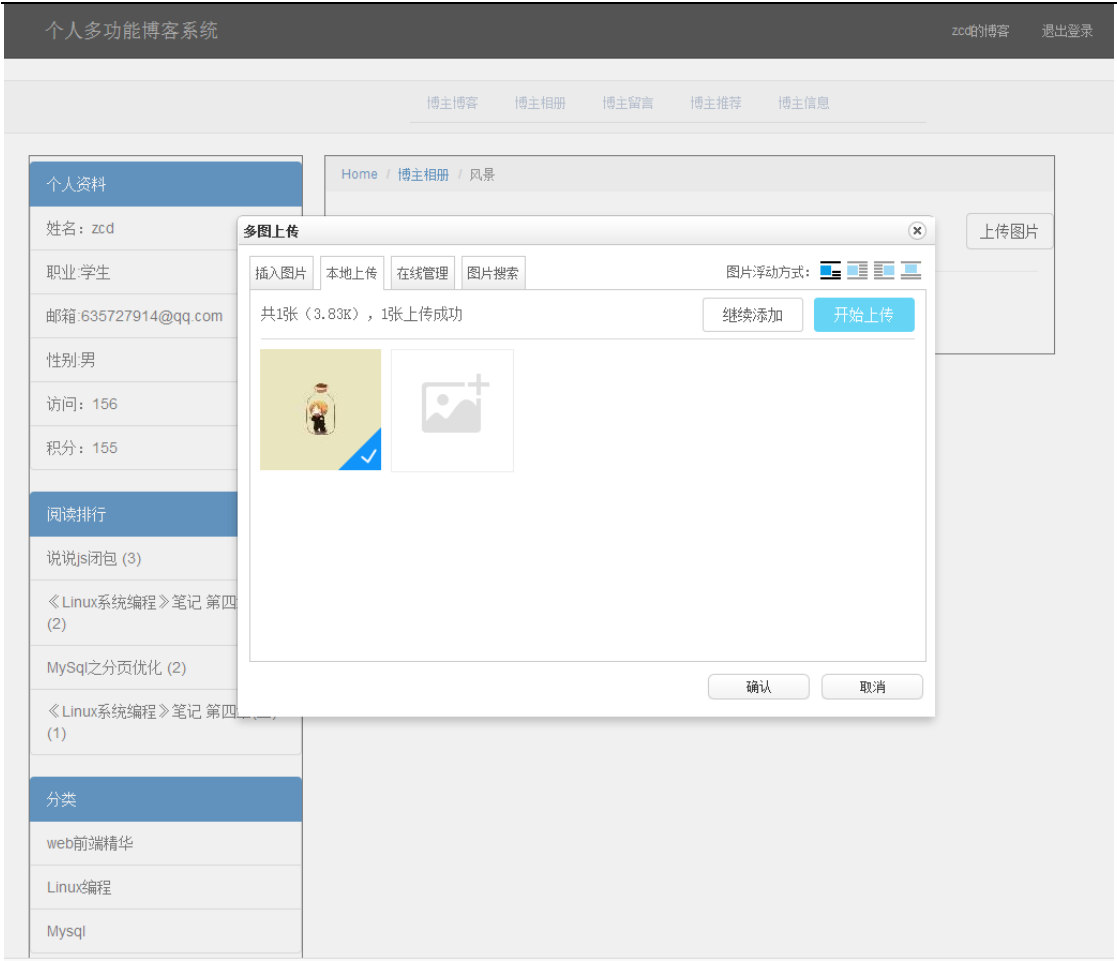 个人多功能博客系统
zcd的博客 退出登录
博主博客 博主相册 博主留言 博主推荐 博主信息
个人资料
姓名：zcd
职业:学生
邮箱:635727914@qq.com
性别:男
访问：156
积分：155
阅读排行
说说js闭包 (3)
《Linux系统编程》笔记 第四
(2)
MySql之分页优化 (2)
《Linux系统编程》笔记 第四
(1)
分类
web前端精华
Linux编程
Mysql
Home / 博主相册 / 风景
上传图片
多图上传
插入图片 本地上传 在线管理 图片搜索
图片浮动方式：
共1张（3.83K），1张上传成功
继续添加 开始上传
确认 取消